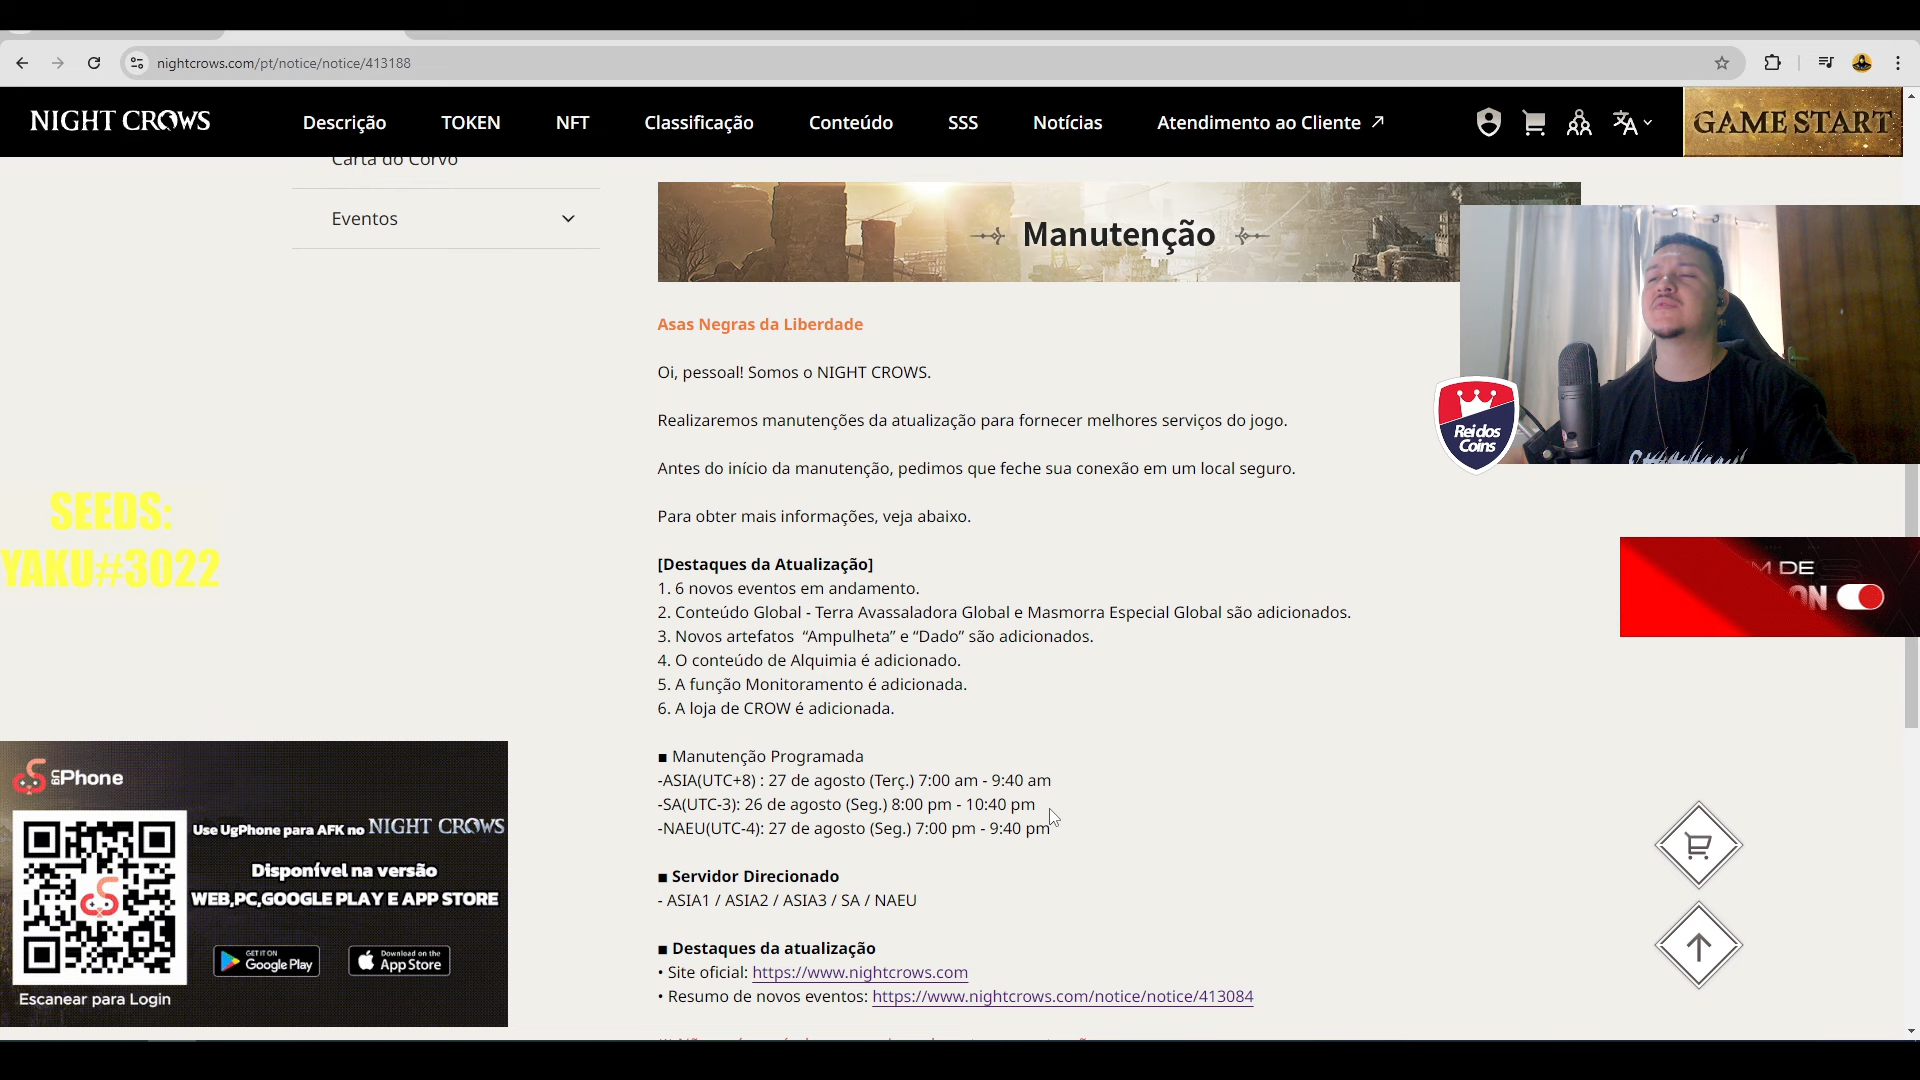 nightcrows.com/pt/notice/notice/413188
NIGHT CROWS
Descrição
TOKEN
NFT
Classificação
Conteúdo
SSS
Notícias
Atendimento ao Cliente
GAME START
Carta do Corvo
Eventos
Manutenção
Asas Negras da Liberdade
Oi, pessoal! Somos o NIGHT CROWS.
Realizaremos manutenções da atualização para fornecer melhores serviços do jogo.
Antes do início da manutenção, pedimos que feche sua conexão em um local seguro.
Para obter mais informações, veja abaixo.
[Destaques da Atualização]
1. 6 novos eventos em andamento.
2. Conteúdo Global - Terra Avassaladora Global e Masmorra Especial Global são adicionados.
3. Novos artefatos “Ampulheta” e “Dado” são adicionados.
4. O conteúdo de Alquimia é adicionado.
5. A função Monitoramento é adicionada.
6. A loja de CROW é adicionada.
■ Manutenção Programada
-ASIA(UTC+8) : 27 de agosto (Terç.) 7:00 am - 9:40 am
-SA(UTC-3): 26 de agosto (Seg.) 8:00 pm - 10:40 pm
-NAEU(UTC-4): 27 de agosto (Seg.) 7:00 pm - 9:40 pm
■ Servidor Direcionado
- ASIA1 / ASIA2 / ASIA3 / SA / NAEU
■ Destaques da atualização
• Site oficial: https://www.nightcrows.com
• Resumo de novos eventos: https://www.nightcrows.com/notice/notice/413084
Rei dos
Coins
DE
ON
SEEDS:
YAKU#3022
UgPhone
Use UgPhone para AFK no NIGHT CROWS
Disponível na versão
WEB,PC,GOOGLE PLAY E APP STORE
GET IT ON
Google Play
Download on the
App Store
Escanear para Login